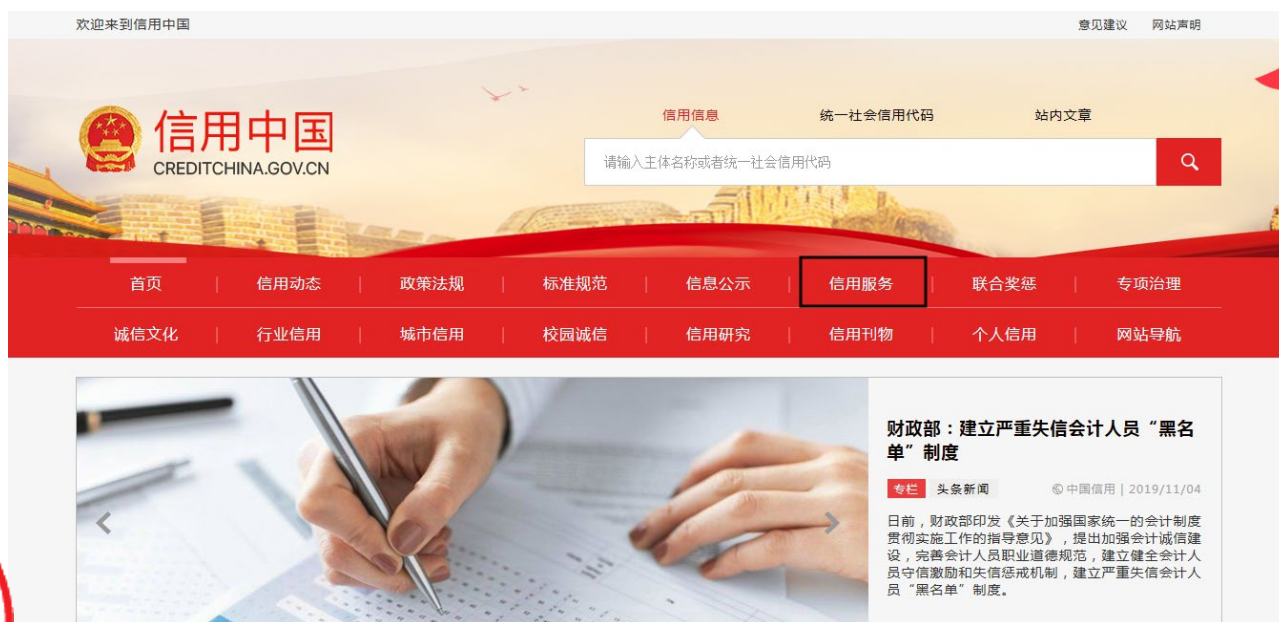 欢迎来到信用中国
意见建议 网站声明
信用中国
CREDITCHINA.GOV.CN
信用信息 统一社会信用代码 站内文章
请输入主体名称或者统一社会信用代码
首页 信用动态 政策法规 标准规范 信息公示 信用服务 联合奖惩 专项治理
诚信文化 行业信用 城市信用 校园诚信 信用研究 信用刊物 个人信用 网站导航
财政部：建立严重失信会计人员“黑名
单”制度
专栏 头条新闻 中国信用 | 2019/11/04
日前，财政部印发《关于加强国家统一的会计制度
贯彻实施工作的指导意见》，提出加强会计诚信建
设，完善会计人员职业道德规范，建立健全会计人
员守信激励和失信惩戒机制，建立严重失信会计人
员“黑名单”制度。